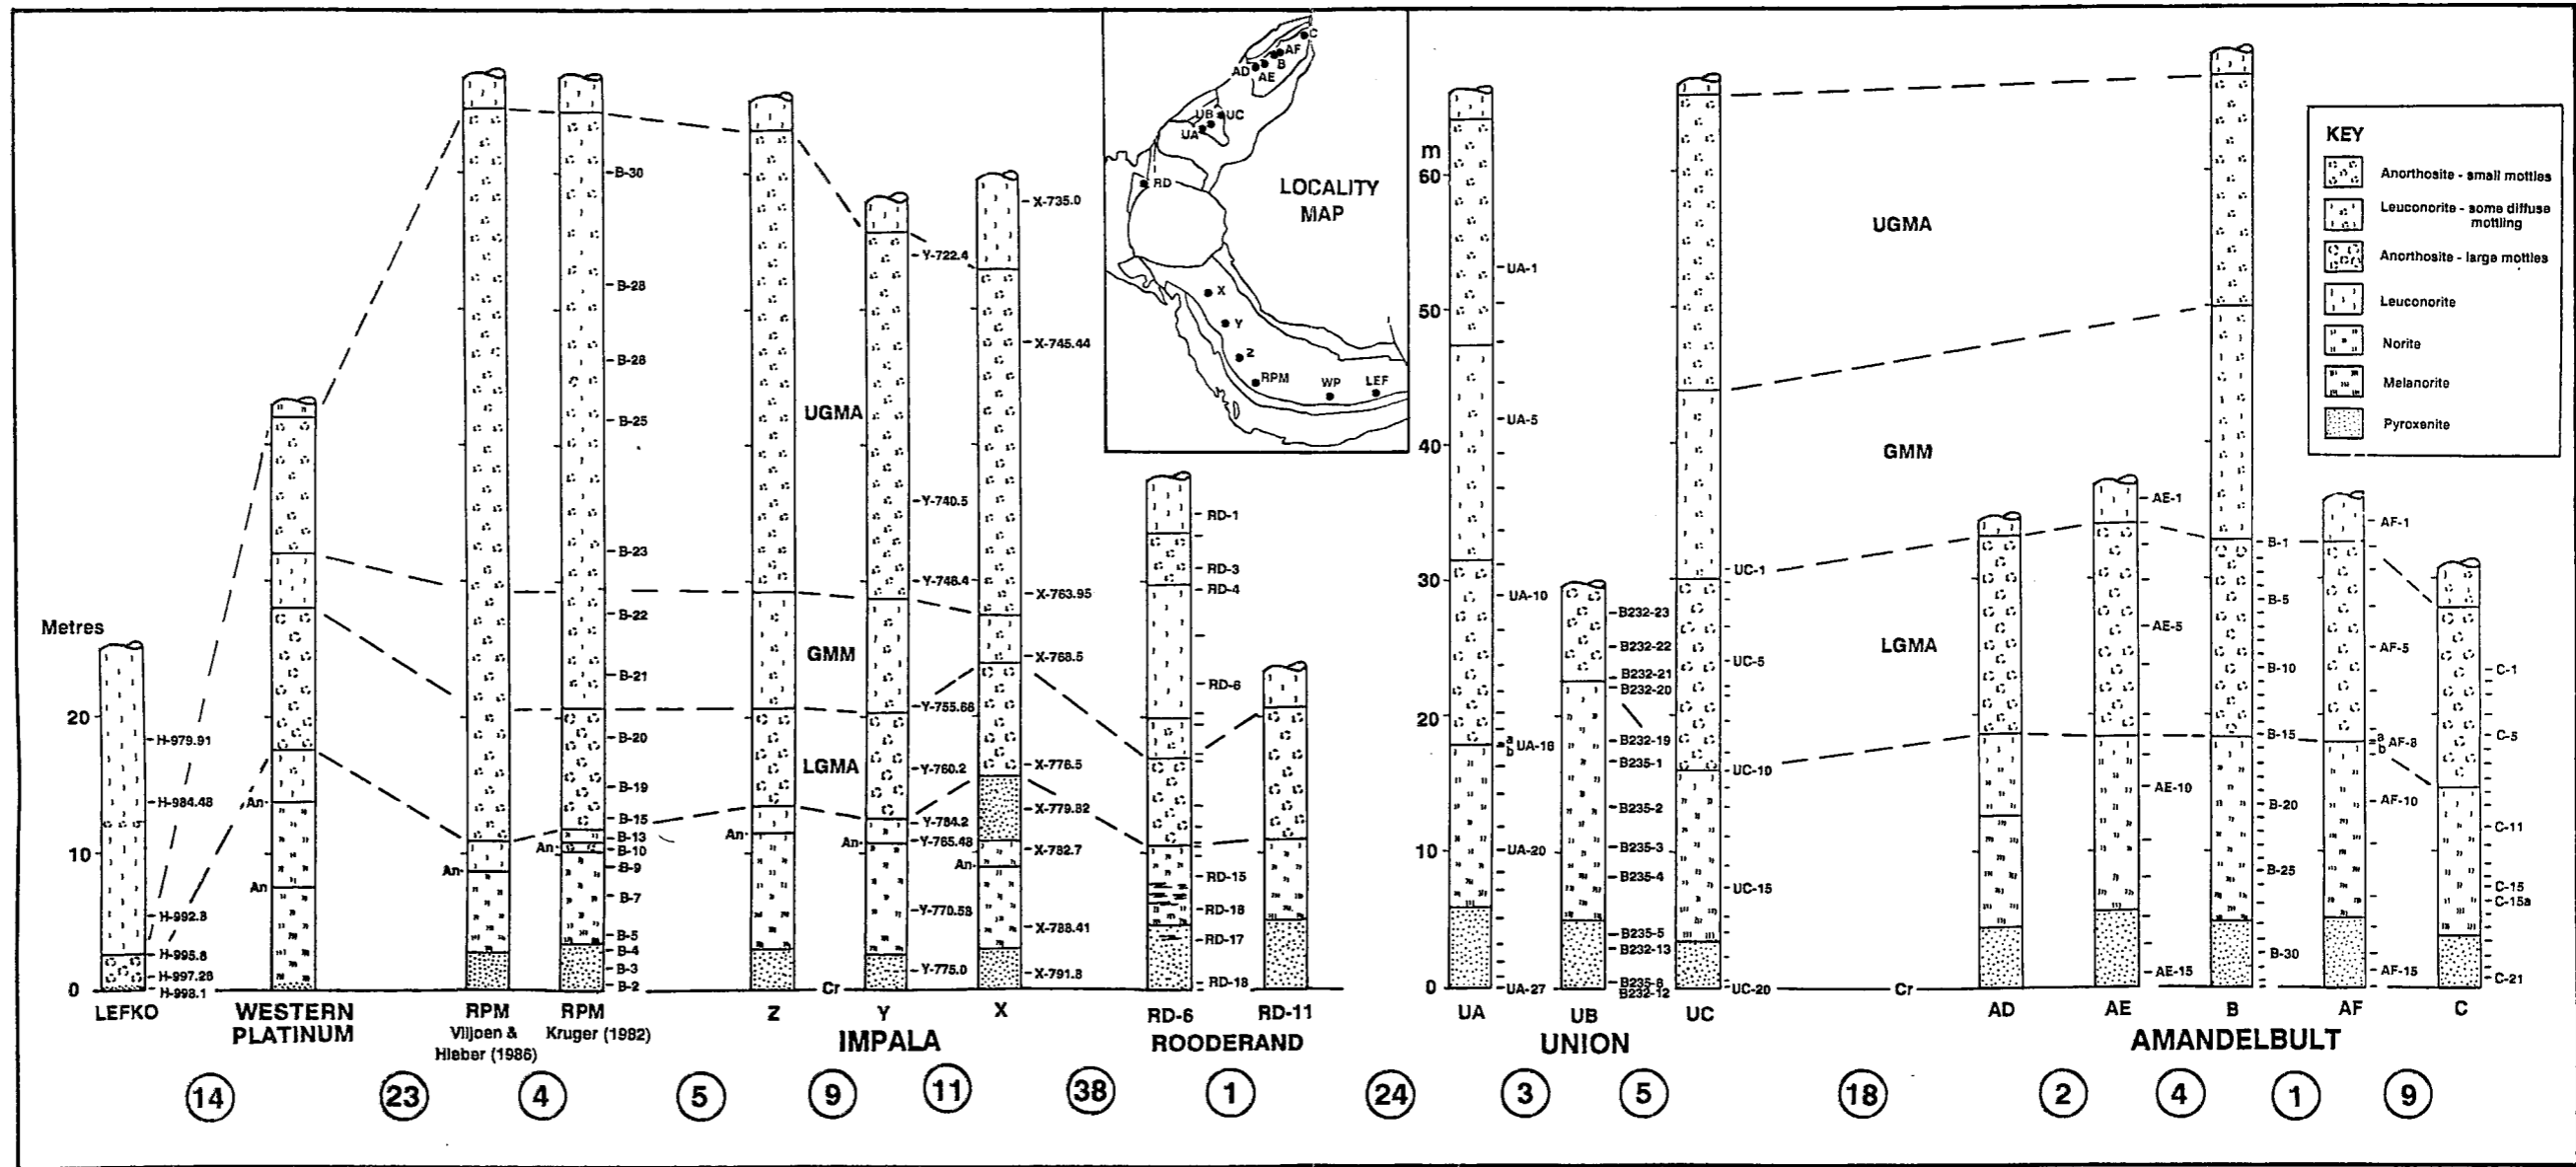 Metres
20
10
0
H-979.91
H-984.48
H-992.8
H-995.8
H-997.26
H-998.1
LEFKO
An
An
WESTERN
PLATINUM
An
RPM
Viljoen &
Hieber (1986)
B-30
B-28
B-28
B-25
B-23
B-22
B-21
B-20
B-19
B-15
B-13
An
B-10
B-9
B-7
B-5
B-4
B-3
B-2
RPM
Kruger (1982)
UGMA
GMM
LGMA
An
An
Cr
Z
Y-722.4
Y-740.5
Y-748.4
Y-755.68
Y-760.2
Y-764.2
Y-765.48
Y-770.58
Y-775.0
Y
X-735.0
X-745.44
X-763.95
X-768.5
X-776.5
X-779.82
X-782.7
An
X-788.41
X-791.8
X
IMPALA
LOCALITY
MAP
C
AF
B
AD
AE
UB
UC
UA
RD
X
Y
Z
RPM
WP
LEF
RD-1
RD-3
RD-4
RD-6
RD-15
RD-16
RD-17
RD-18
RD-6
RD-11
ROODERAND
m
60
50
40
30
20
10
0
UA-1
UA-5
UA-10
a
b
UA-16
UA-20
UA-27
UA
B232-23
B232-22
B232-21
B232-20
B232-19
B235-1
B235-2
B235-3
B235-4
B235-5
B232-13
B235-8
B232-12
UB
UC-1
UC-5
UC-10
UC-15
UC-20
UC
UNION
UGMA
GMM
LGMA
Cr
AD
AE-1
AE-5
AE-10
AE-15
AE
B-1
B-5
B-10
B-15
B-20
B-25
B-30
B
AF-1
AF-5
a
b
AF-8
AF-10
AF-15
AF
C-1
C-5
C-11
C-15
C-15a
C-21
C
AMANDELBULT
KEY
Anorthosite - small mottles
Leuconorite - some diffuse
mottling
Anorthosite - large mottles
Leuconorite
Norite
Melanorite
Pyroxenite
14 23 4 5 9 11 38 1 24 3 5 18 2 4 1 9